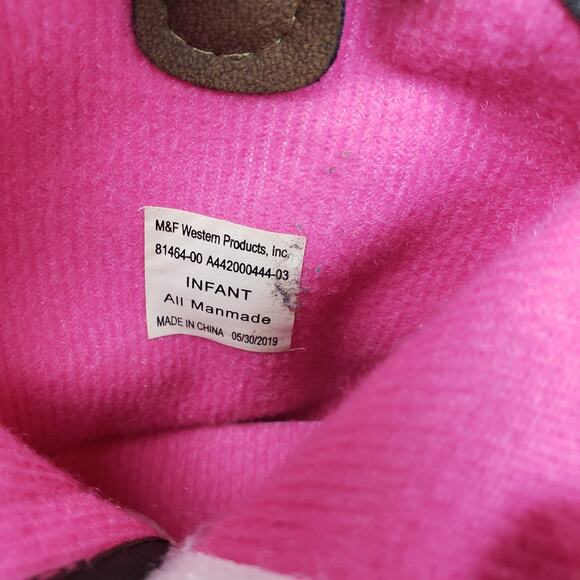 M&F Western Products, Inc.
81464-00 A442000444-03
INFANT
All Manmade
MADE IN CHINA 05/30/2019